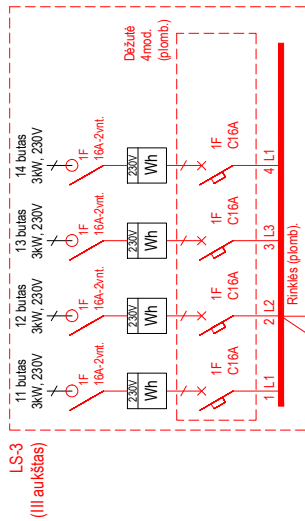 LS-3
(III aukštas)
11 butas
3kW, 230V
12 butas
3kW, 230V
13 butas
3kW, 230V
14 butas
3kW, 230V
1F
16A-2vnt.
1F
16A-2vnt.
1F
16A-2vnt.
1F
16A-2vnt.
230V
Wh
230V
Wh
230V
Wh
230V
Wh
Dėžutė
4mod.
(plomb.)
1F
C16A
1F
C16A
1F
C16A
1F
C16A
1 L1
2 L2
3 L3
4 L1
Rinklės (plomb).